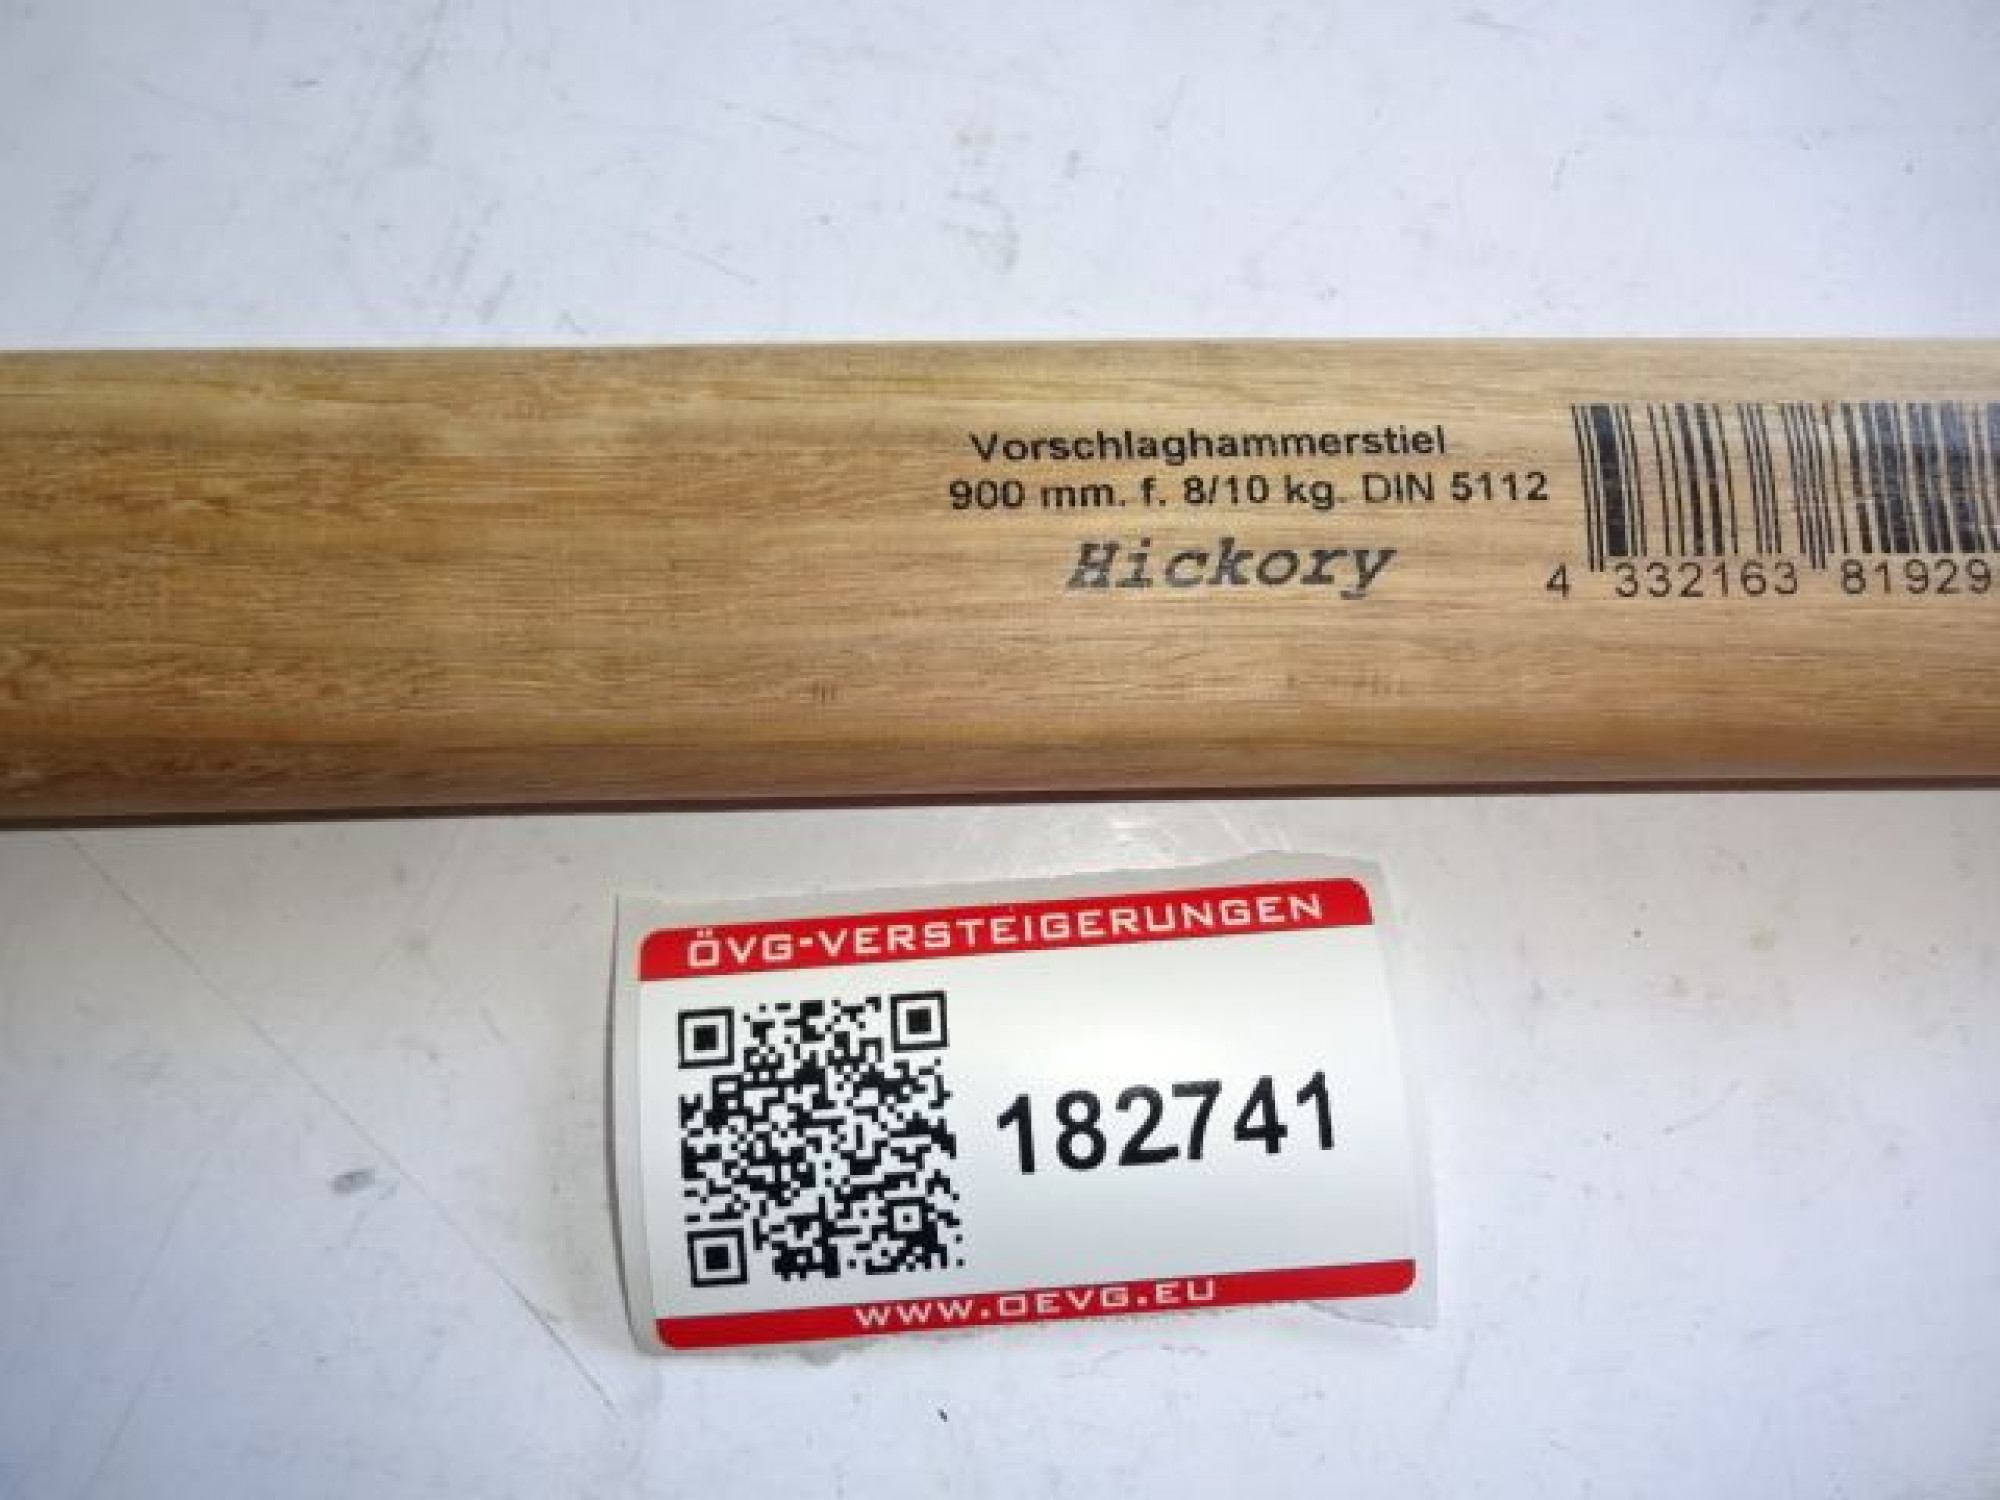 Vorschlaghammerstiel
900 mm. f. 8/10 kg. DIN 5112
Hickory
4 332163 81929
ÖVG-VERSTEIGERUNGEN
182741
WWW.OEVG.EU